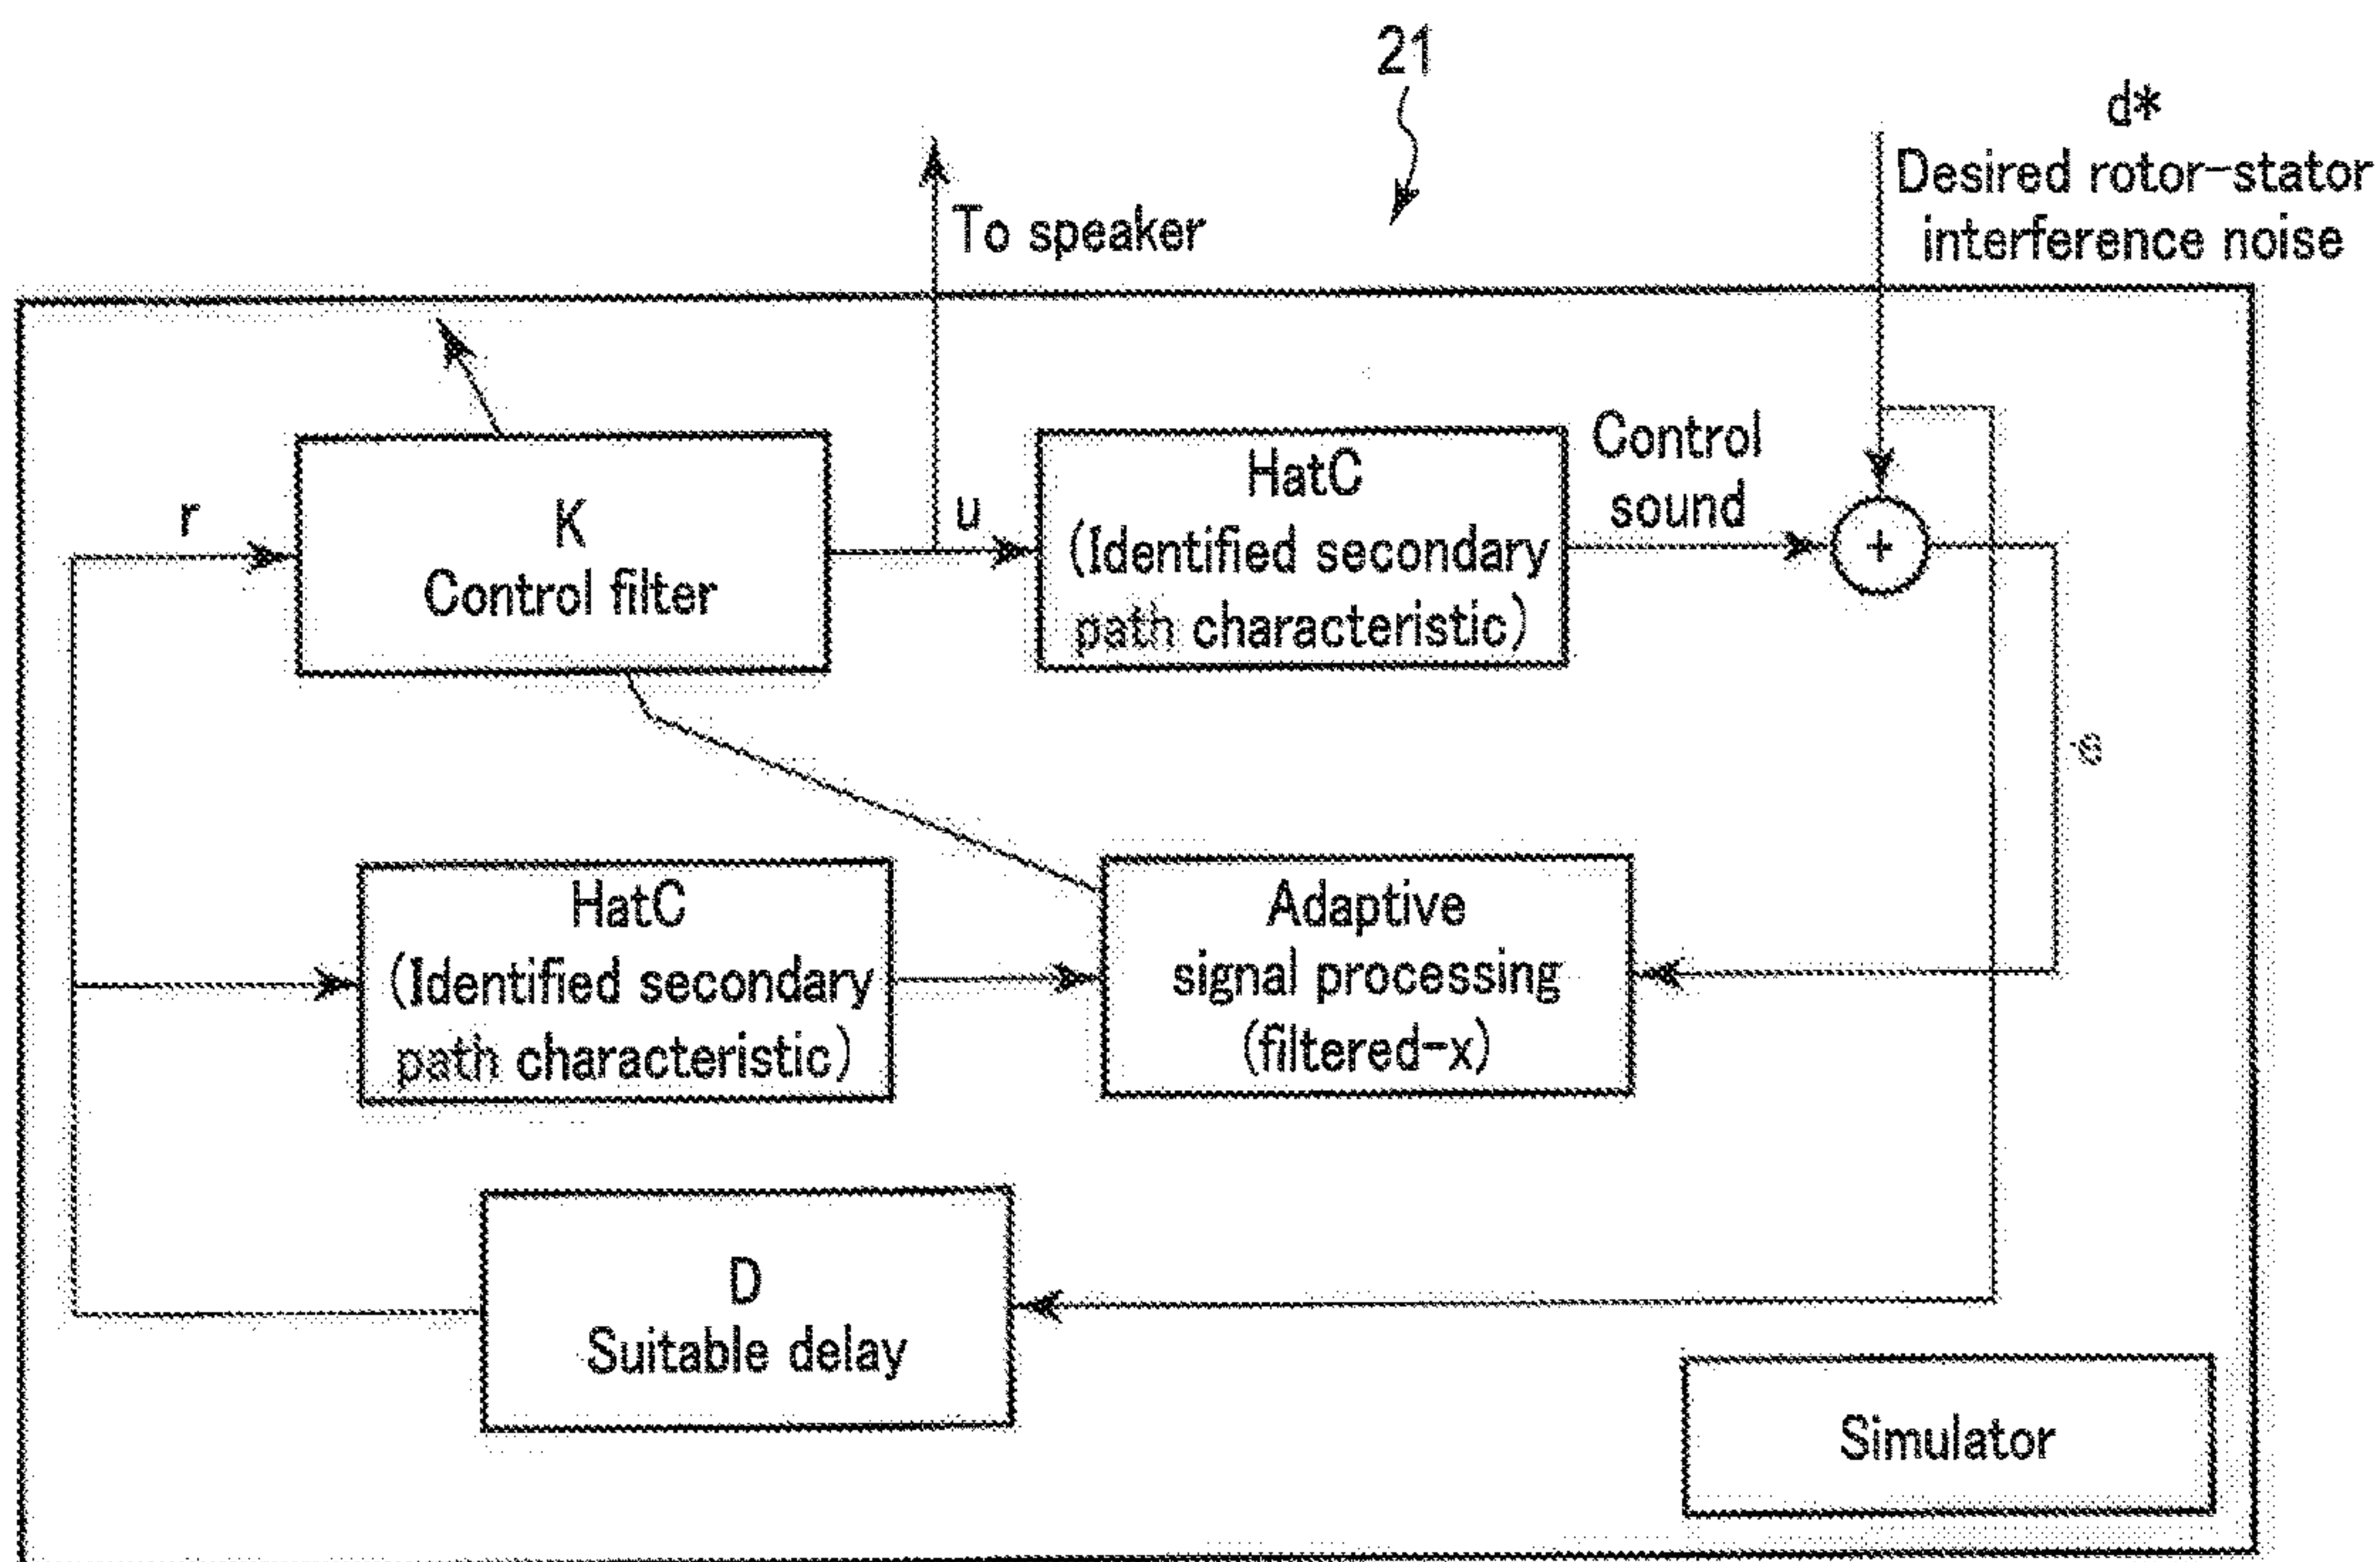 21
d*
Desired rotor-stator
interference noise
To speaker
r
K
Control filter
u
HatC
(Identified secondary
path characteristic)
Control
sound
+
e
HatC
(Identified secondary
path characteristic)
Adaptive
signal processing
(filtered-x)
D
Suitable delay
Simulator